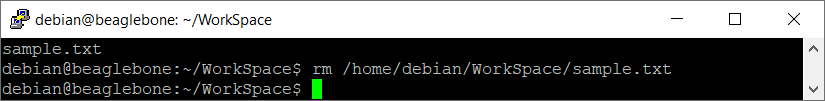 debian@beaglebone: ~/WorkSpace
sample.txt
debian@beaglebone:~/WorkSpace$ rm /home/debian/WorkSpace/sample.txt
debian@beaglebone:~/WorkSpace$